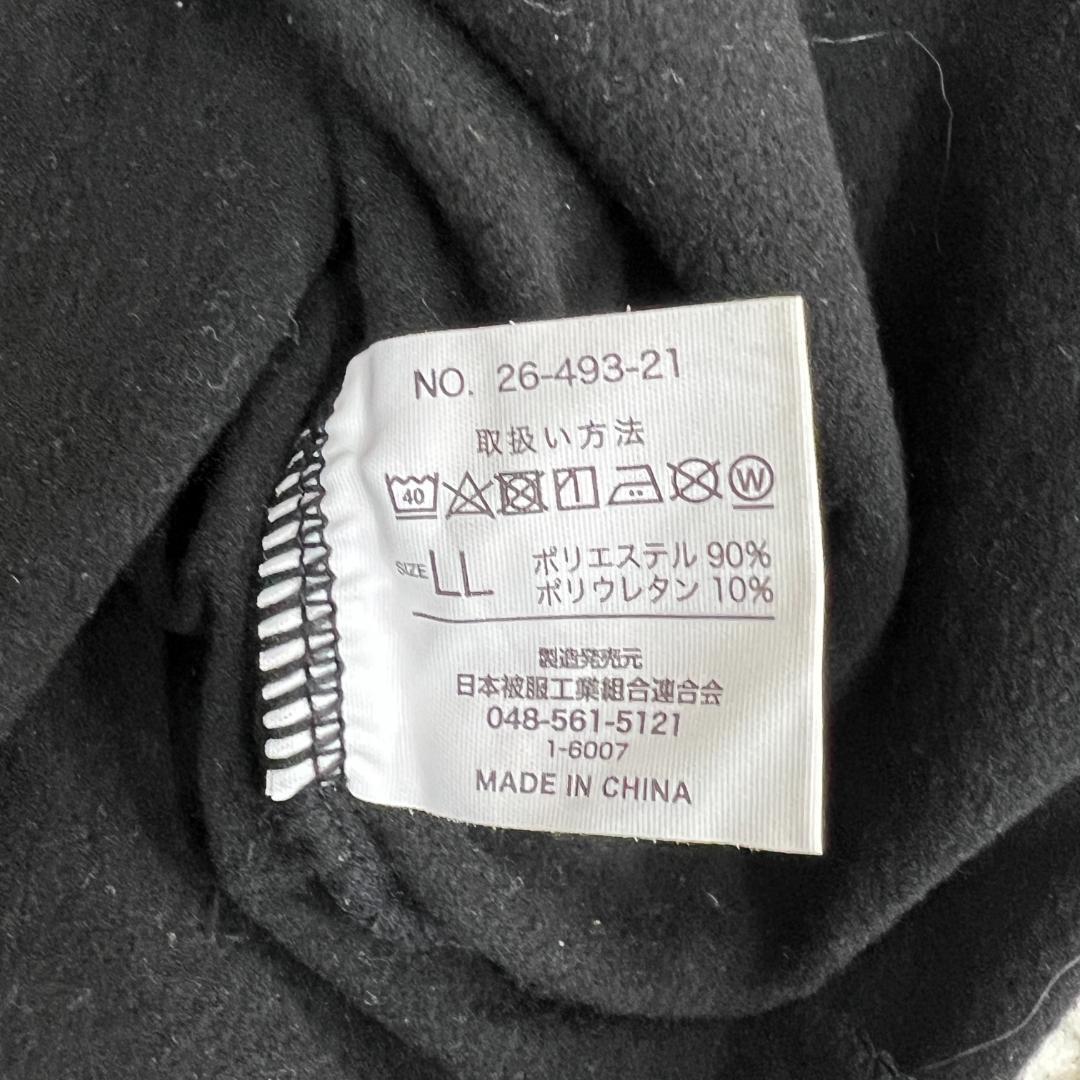 NO. 26-493-21
取扱い方法
40 W
SIZE LL ポリエステル 90%
ポリウレタン 10%
製造発売元
日本被服工業組合連合会
048-561-5121
1-6007
MADE IN CHINA